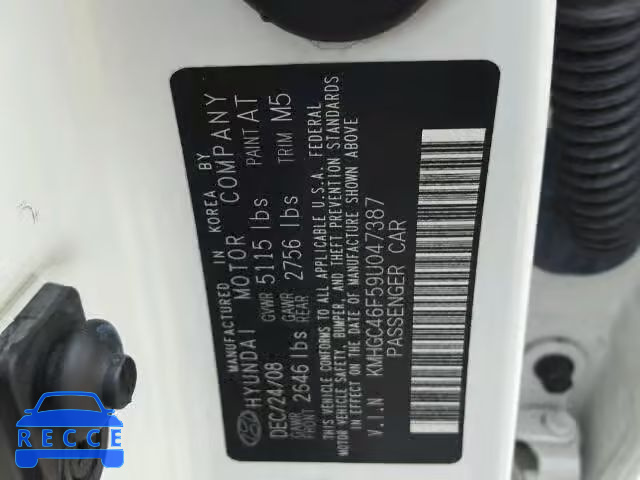 MANUFACTURED IN KOREA BY
HYUNDAI MOTOR COMPANY
DEC/24/08 GVWR 5115 lbs PAINT AT
GAWR FRONT 2646 lbs GAWR REAR 2756 lbs TRIM M5
THIS VEHICLE CONFORMS TO ALL APPLICABLE U.S.A. FEDERAL
MOTOR VEHICLE SAFETY, BUMPER, AND THEFT PREVENTION STANDARDS
IN EFFECT ON THE DATE OF MANUFACTURE SHOWN ABOVE
V.I.N KMHGC46F59U047387
PASSENGER CAR
RECCE